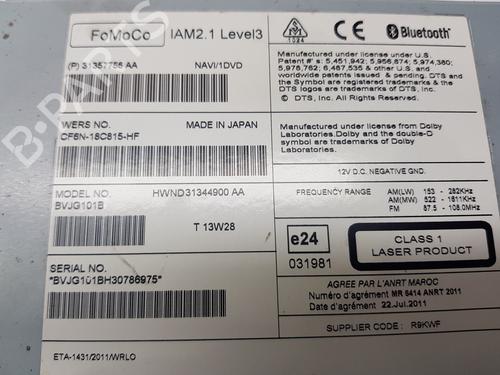 FoMoCo IAM2.1 Level3
(P) 31357756 AA NAVI/1DVD
WERS NO. MADE IN JAPAN
CF6N-18C815-HF
MODEL NO. HWND31344900 AA
BVJG101B
T 13W28
SERIAL NO.
*BVJG101BH30786975*
ETA-1431/2011/WRLO
1024 CE Bluetooth®
Manufactured under license under U.S.
Patent #'s : 5,451,942; 5,956,674; 5,974,380;
5,978,762; 6,487,535 & other U.S. and
worldwide patents issued & pending. DTS and the
Symbol are registered trademarks & the
DTS logos are trademarks of DTS, Inc.
© DTS, Inc.
Manufactured under license from Dolby
Laboratories.Dolby and the double-D
symbol are trademarks of Dolby
Laboratories.
12V D.C. NEGATIVE GND.
FREQUENCY RANGE AM(LW) 153 - 282KHz
AM(MW) 522 - 1611KHz
FM 87.5 - 108.0MHz
e24
031981
CLASS 1
LASER PRODUCT
AGREE PAR L'ANRT MAROC
Numéro d'agrément MR 6414 ANRT 2011
Date d'agrément 22.Jul.2011
SUPPLIER CODE : R9KWF
B-PARTS